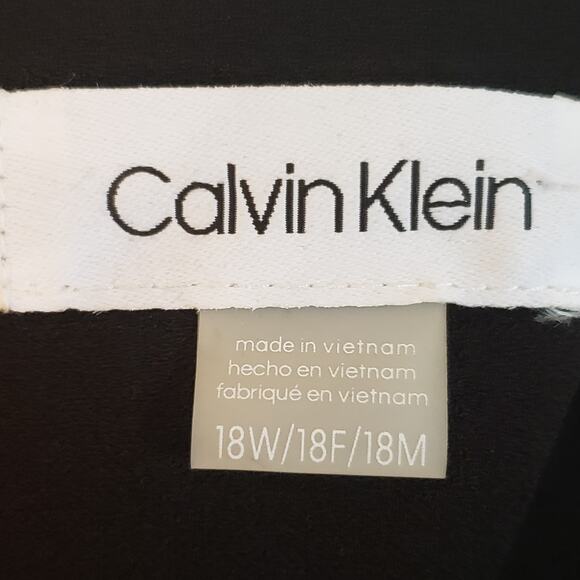 Calvin Klein
made in vietnam
hecho en vietnam
fabriqué en vietnam
18W/18F/18M